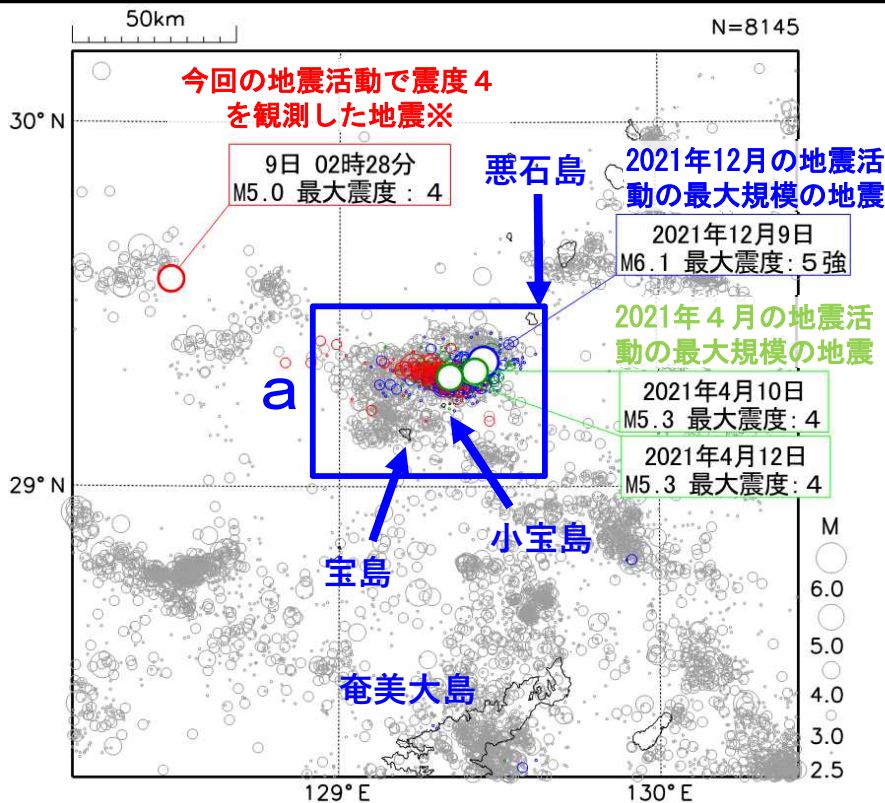 50km
N=8145
今回の地震活動で震度４
を観測した地震※
30°N
9日 02時28分
M5.0 最大震度：4
悪石島
2021年12月の地震活
動の最大規模の地震
2021年12月9日
M6.1 最大震度：５強
2021年４月の地震活
動の最大規模の地震
a
2021年4月10日
M5.3 最大震度：4
2021年4月12日
M5.3 最大震度：4
29°N
小宝島
宝島
M
6.0
5.0
4.0
3.0
2.5
奄美大島
129°E
130°E